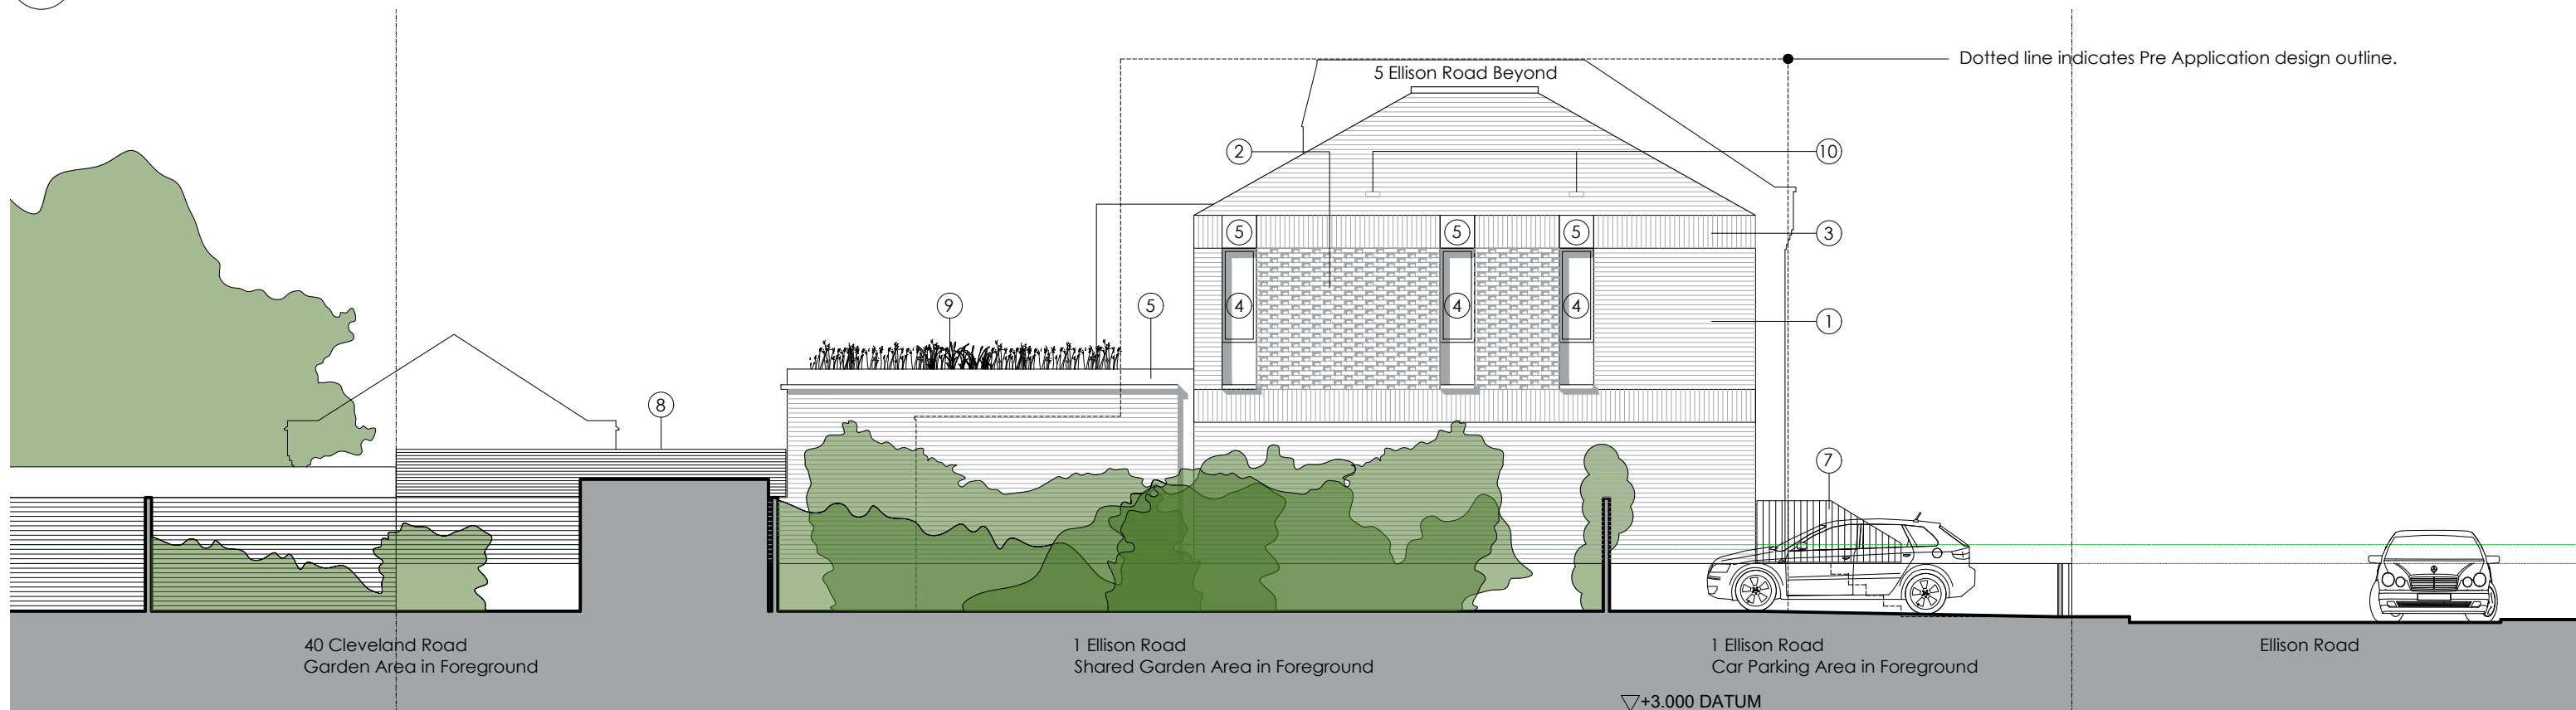 Dotted line indicates Pre Application design outline.
5 Ellison Road Beyond
2
10
5
5
5
3
9
5
4
4
4
1
8
7
40 Cleveland Road
Garden Area in Foreground
1 Ellison Road
Shared Garden Area in Foreground
1 Ellison Road
Car Parking Area in Foreground
Ellison Road
+3.000 DATUM